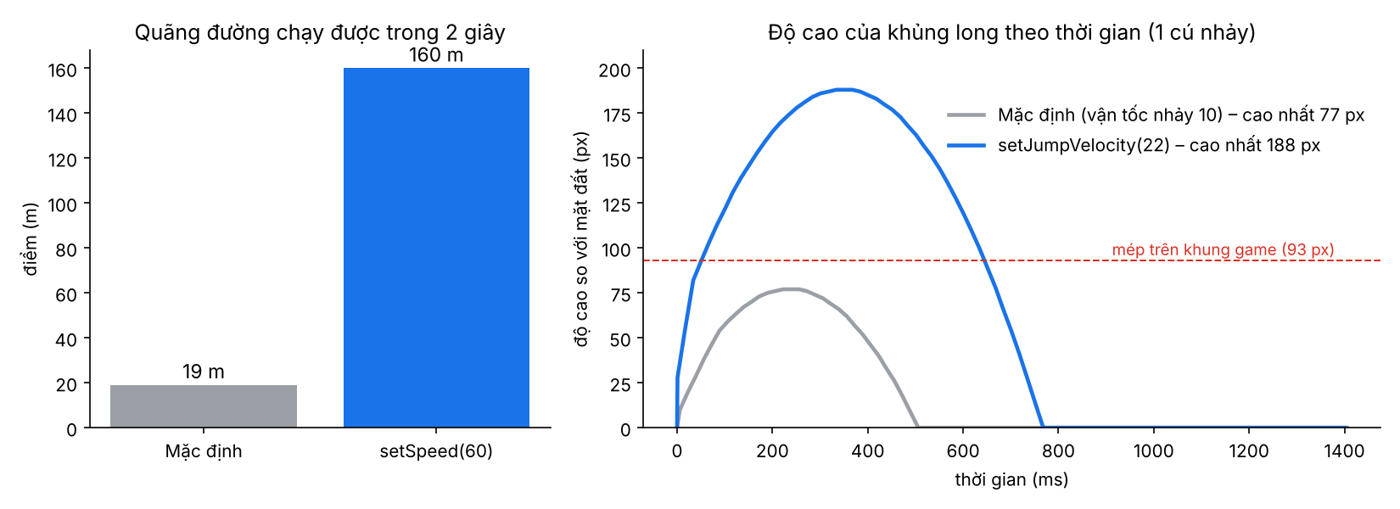 Quãng đường chạy được trong 2 giây
160 m
19 m
điểm (m)
160
140
120
100
80
60
40
20
0
Mặc định
setSpeed(60)
Độ cao của khủng long theo thời gian (1 cú nhảy)
Mặc định (vận tốc nhảy 10) – cao nhất 77 px
setJumpVelocity(22) – cao nhất 188 px
mép trên khung game (93 px)
độ cao so với mặt đất (px)
200
175
150
125
100
75
50
25
0
0 200 400 600 800 1000 1200 1400
thời gian (ms)